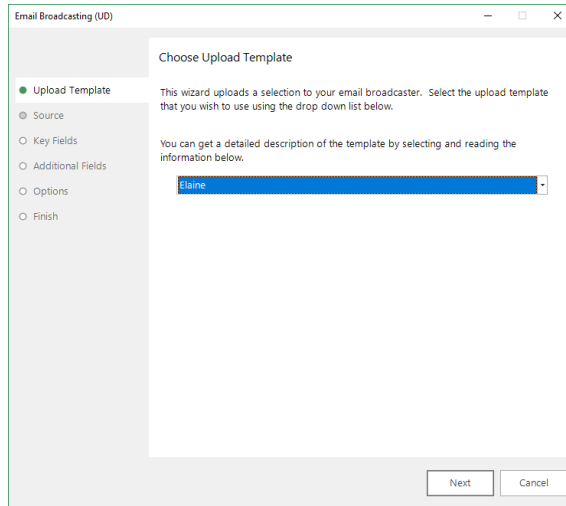 Email Broadcasting (UD)
Choose Upload Template
Upload Template
Source
Key Fields
Additional Fields
Options
Finish
This wizard uploads a selection to your email broadcaster. Select the upload template
that you wish to use using the drop down list below.
You can get a detailed description of the template by selecting and reading the
information below.
Elaine
Next
Cancel